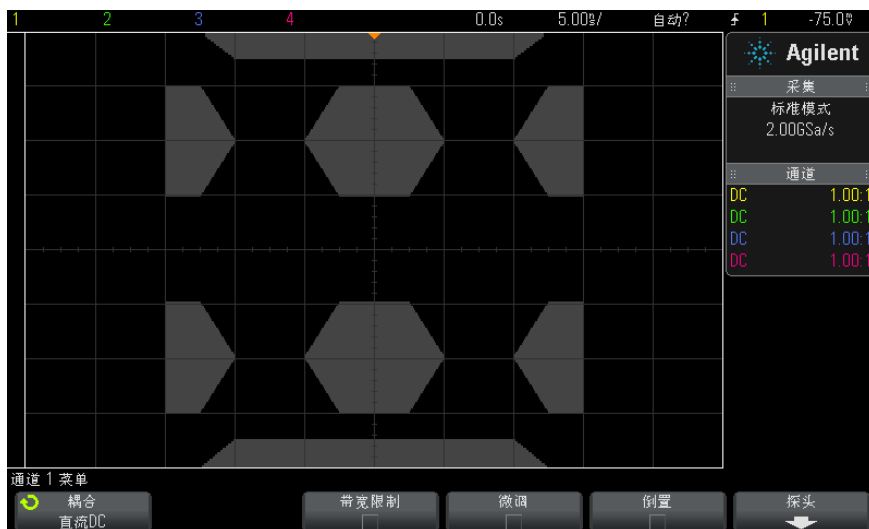 1 2 3 4 0.0s 5.00ns/ 自动? 1 -75.0V
Agilent
采集
标准模式
2.00GSa/s
通道
DC 1.00:1
DC 1.00:1
DC 1.00:1
DC 1.00:1
通道 1 菜单
耦合
直流DC
带宽限制
微调
倒置
探头